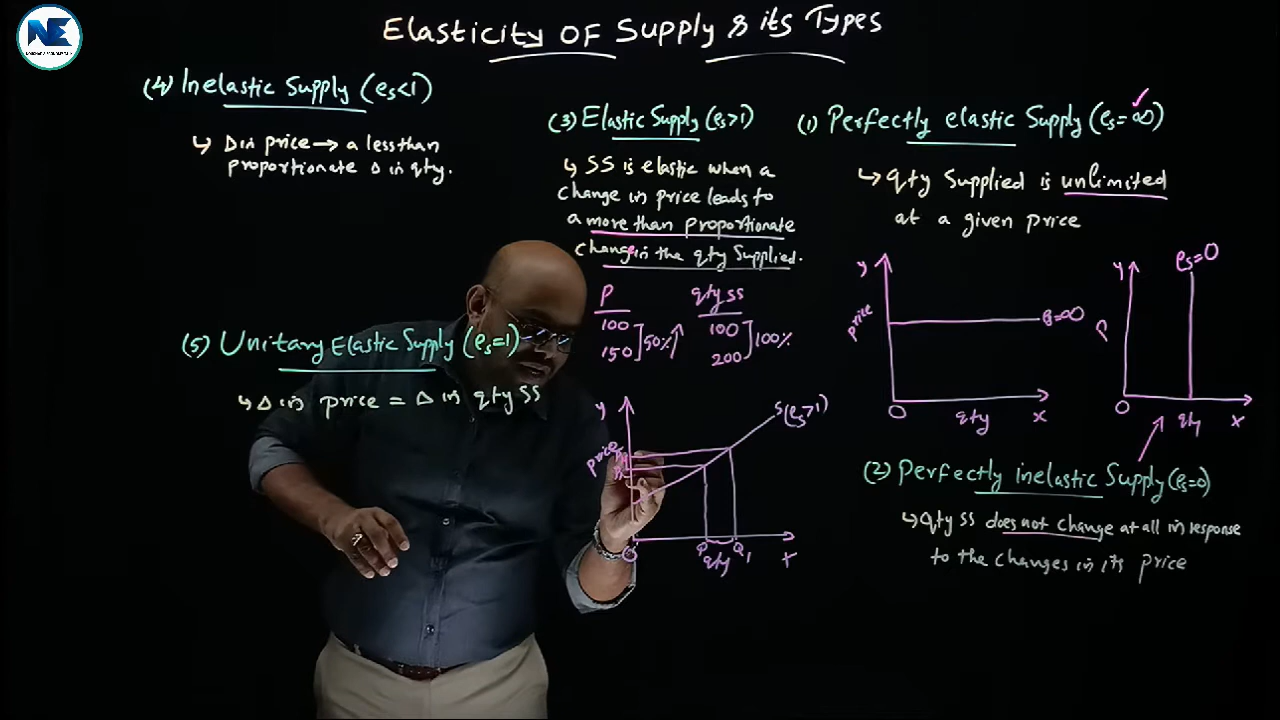 NE
Elasticity OF Supply & its Types
(4) Inelastic Supply (es<1)
↳ Δ in price → a less than
proportionate Δ in qty.
(5) Unitary Elastic Supply (es=1)
↳ Δ in price = Δ in qty SS
(3) Elastic Supply (es>1)
↳ SS is elastic when a
change in price leads to
a more than proportionate
change in the qty Supplied.
P qty SS
100 100
150 ] 50% ↑ 200 ] 100%
y
S(es>1)
price
P1
P
O Q Q1 X
qty
(1) Perfectly elastic Supply (es=∞) ✓
↳ qty Supplied is unlimited
at a given price
y
price
es=∞
O qty X
y es=0
P
O qty X
(2) Perfectly inelastic Supply (es=0)
↳ Qty SS does not change at all in response
to the changes in its price